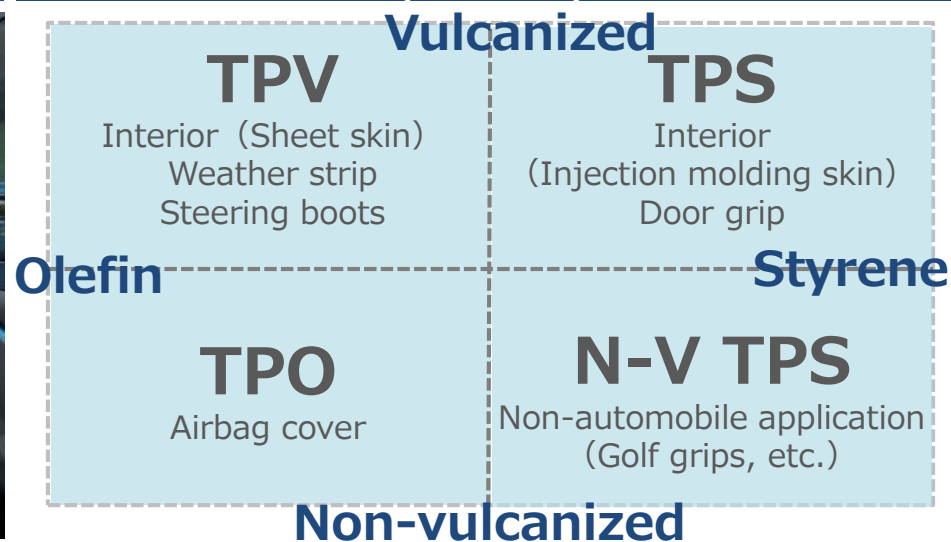 Vulcanized
TPV
Interior（Sheet skin）
Weather strip
Steering boots
TPS
Interior
（Injection molding skin）
Door grip
Olefin
Styrene
TPO
Airbag cover
N-V TPS
Non-automobile application
（Golf grips, etc.）
Non-vulcanized